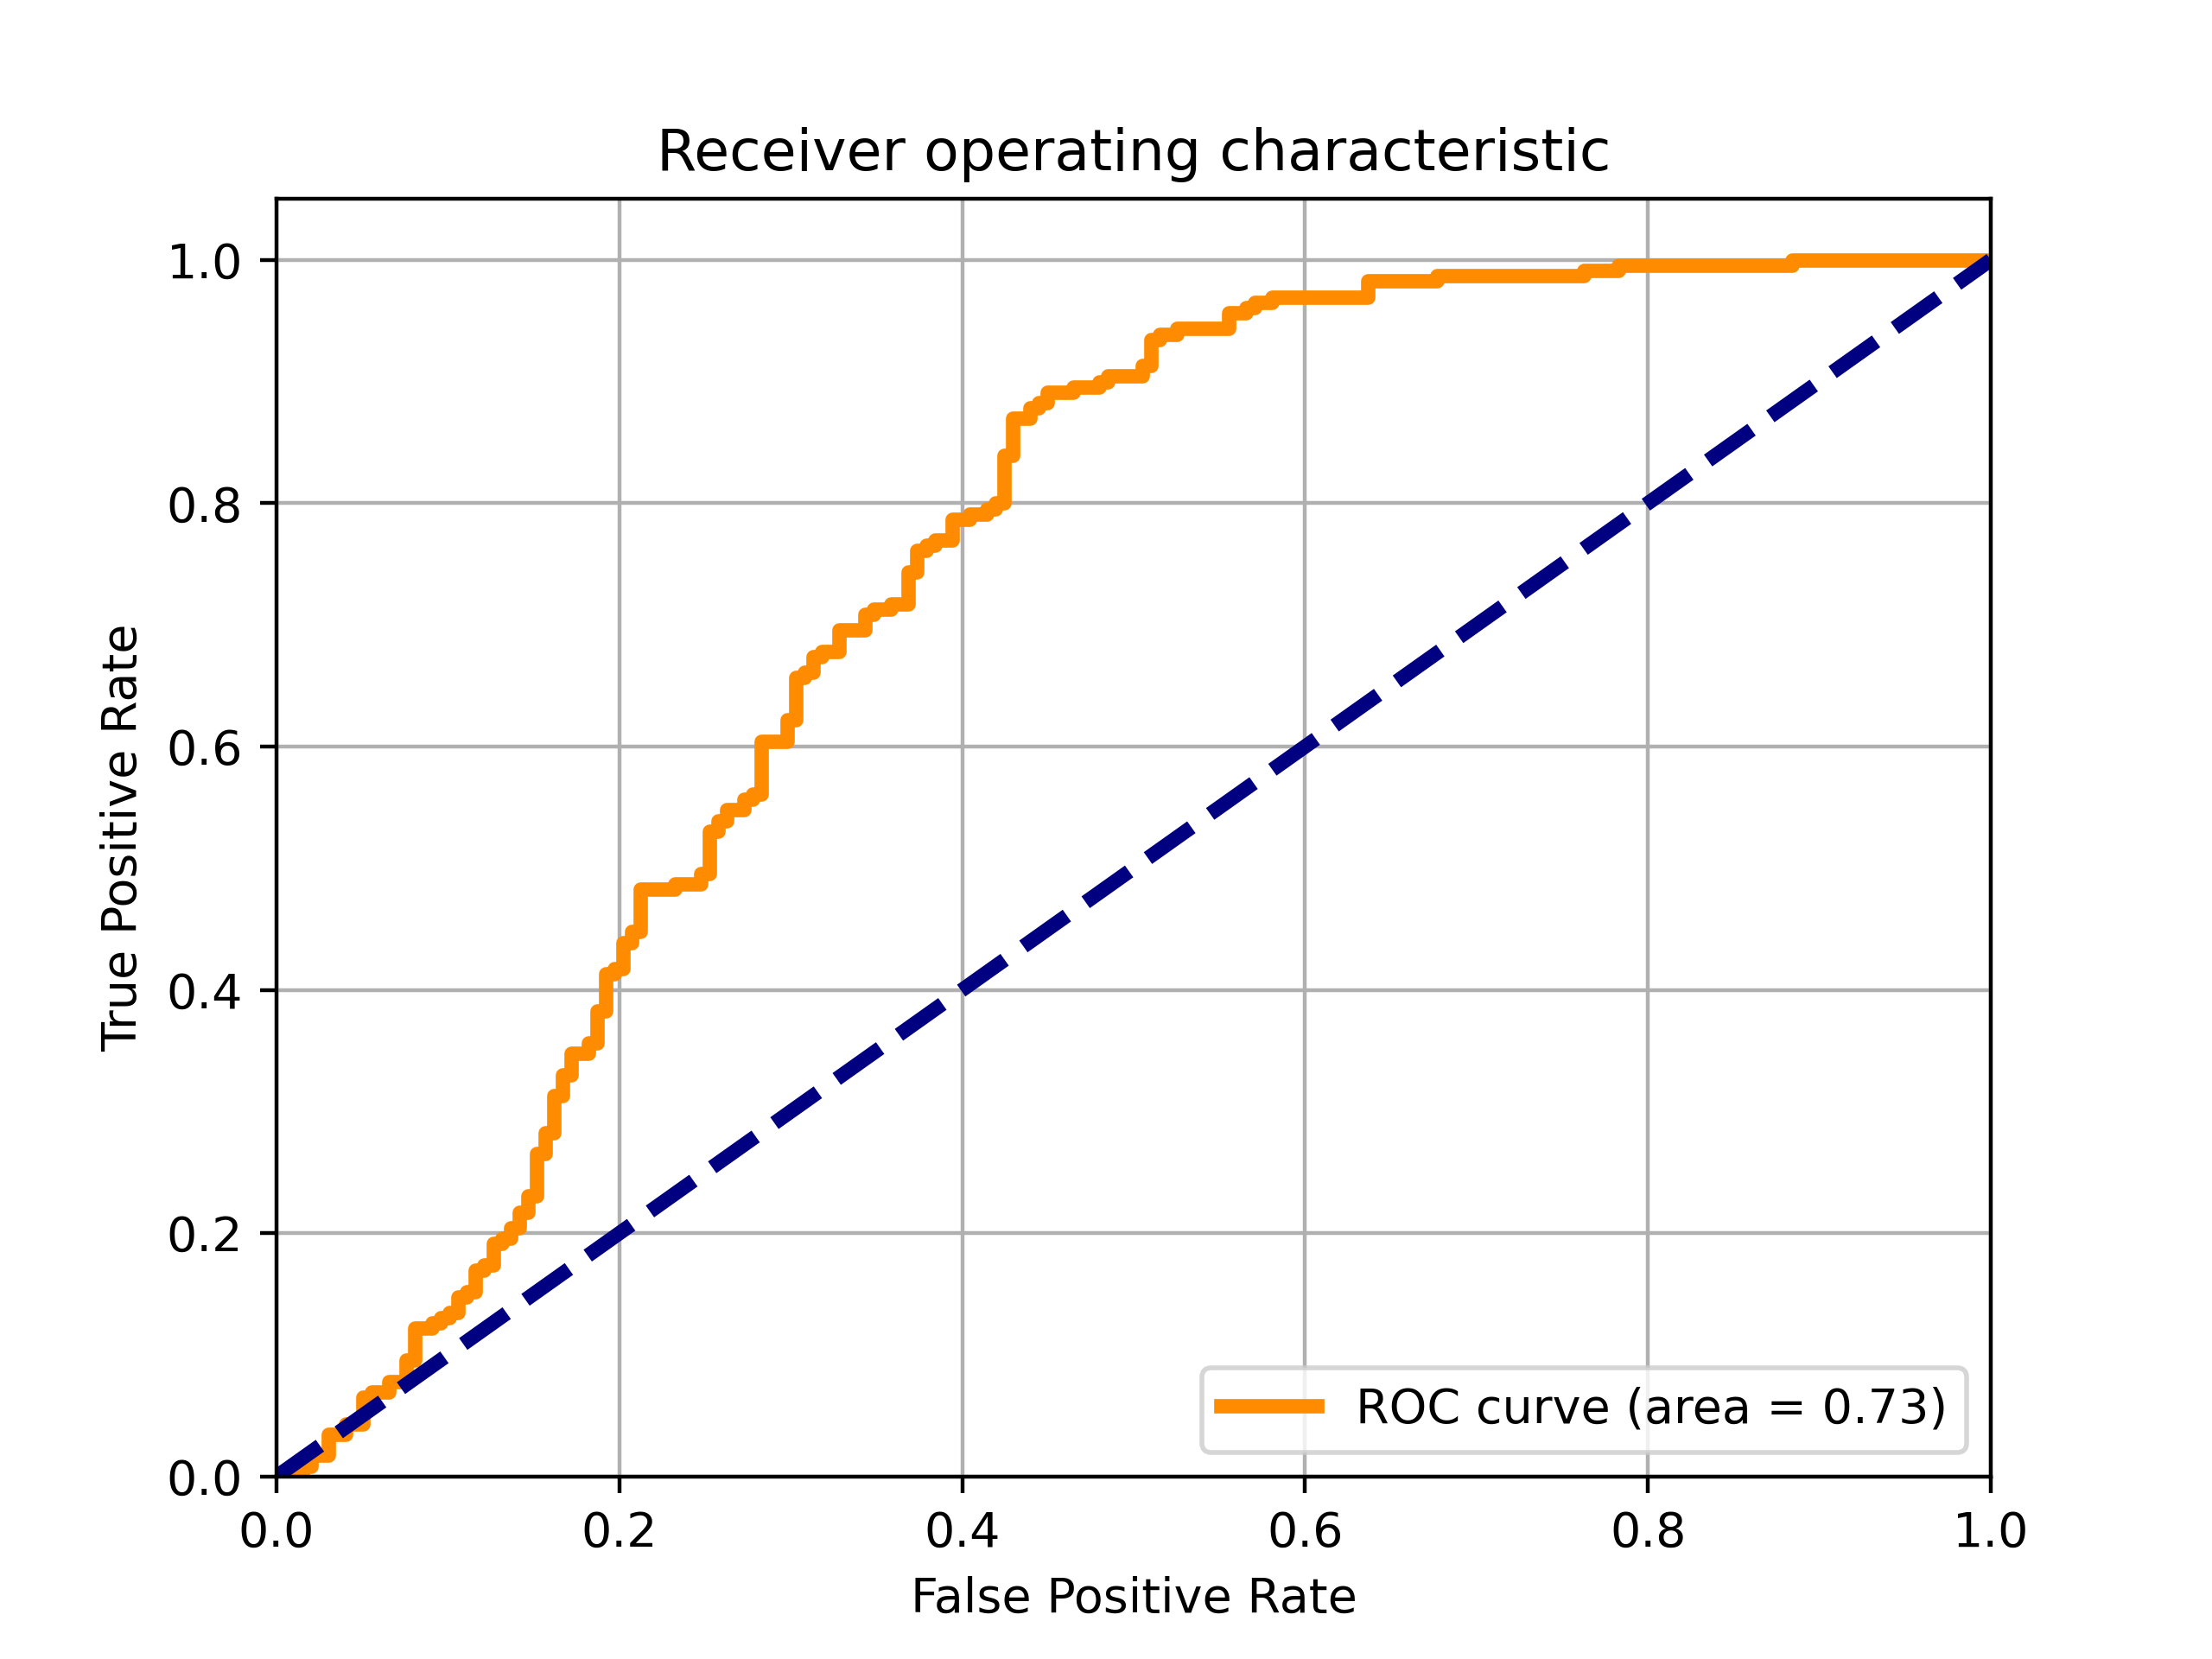 Receiver operating characteristic
1.0
0.8
0.6
0.4
0.2
0.0
True Positive Rate
ROC curve (area = 0.73)
0.0 0.2 0.4 0.6 0.8 1.0
False Positive Rate